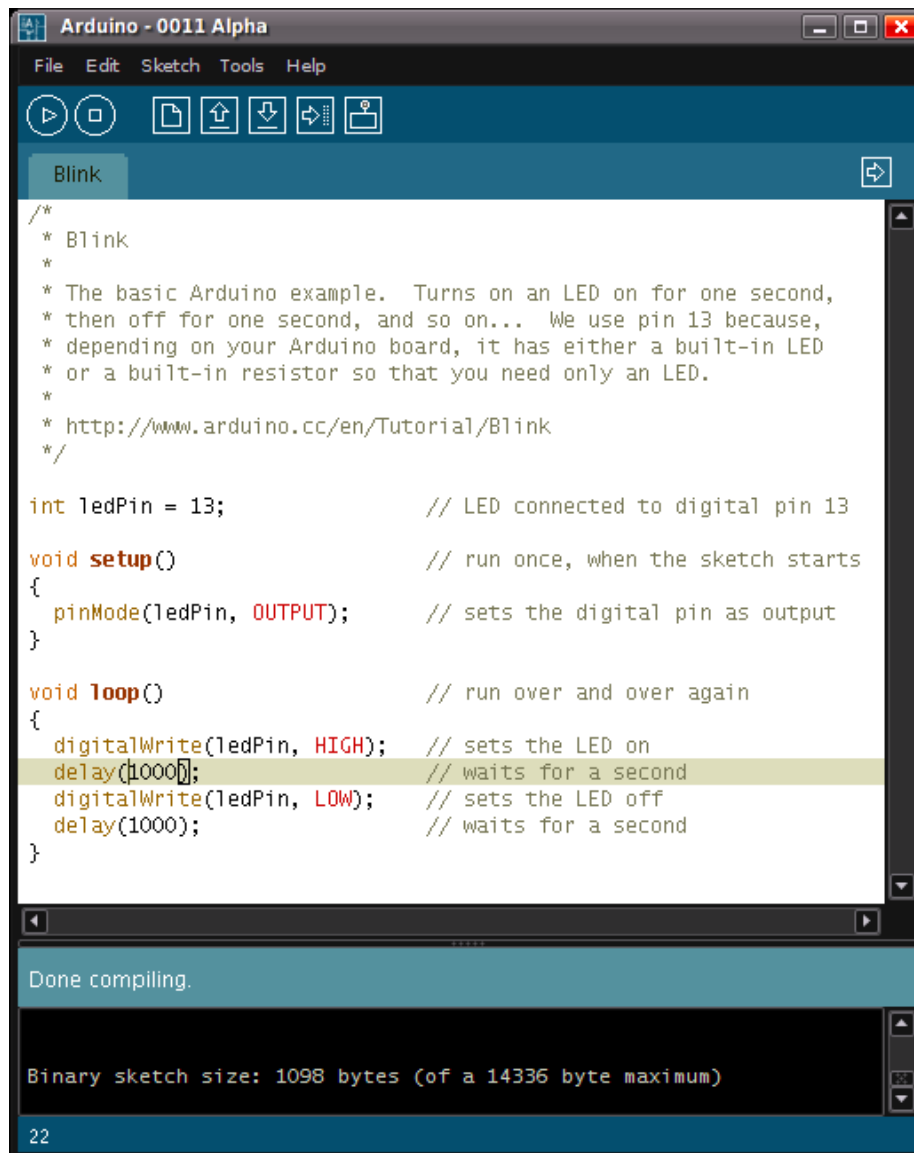 Arduino - 0011 Alpha
File Edit Sketch Tools Help
Blink
/*
 * Blink
 *
 * The basic Arduino example.  Turns on an LED on for one second,
 * then off for one second, and so on...  We use pin 13 because,
 * depending on your Arduino board, it has either a built-in LED
 * or a built-in resistor so that you need only an LED.
 *
 * http://www.arduino.cc/en/Tutorial/Blink
 */
int ledPin = 13;                // LED connected to digital pin 13
void setup()                    // run once, when the sketch starts
{
  pinMode(ledPin, OUTPUT);      // sets the digital pin as output
}
void loop()                     // run over and over again
{
  digitalWrite(ledPin, HIGH);   // sets the LED on
  delay(1000);                  // waits for a second
  digitalWrite(ledPin, LOW);    // sets the LED off
  delay(1000);                  // waits for a second
}
Done compiling.
Binary sketch size: 1098 bytes (of a 14336 byte maximum)
22